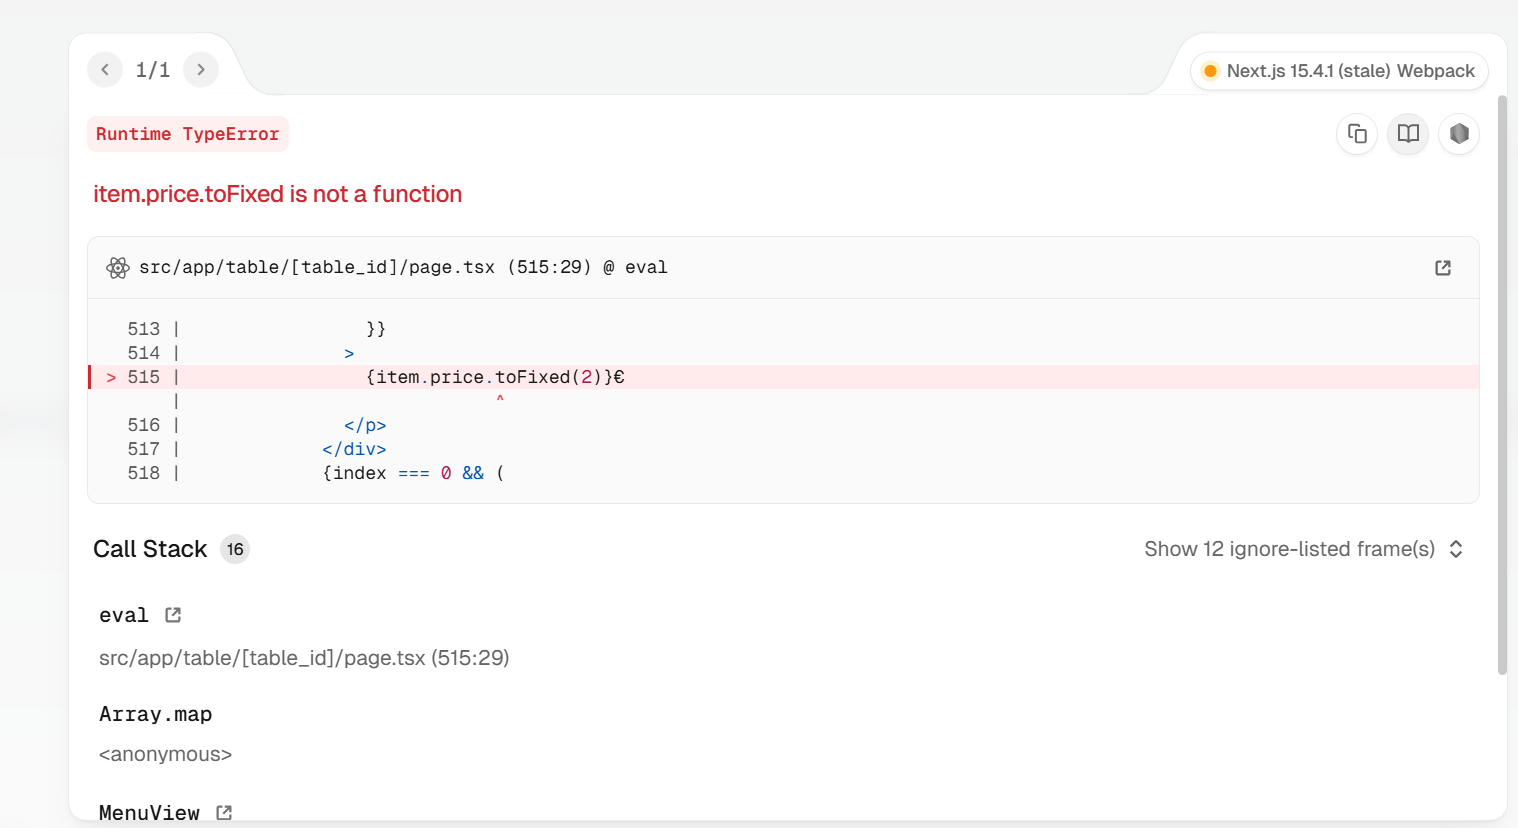 1/1
Next.js 15.4.1 (stale) Webpack
Runtime TypeError
item.price.toFixed is not a function
src/app/table/[table_id]/page.tsx (515:29) @ eval
513 | }}
514 | >
> 515 | {item.price.toFixed(2)}€
| ^
516 | </p>
517 | </div>
518 | {index === 0 && (
Call Stack 16
Show 12 ignore-listed frame(s)
eval
src/app/table/[table_id]/page.tsx (515:29)
Array.map
<anonymous>
MenuView